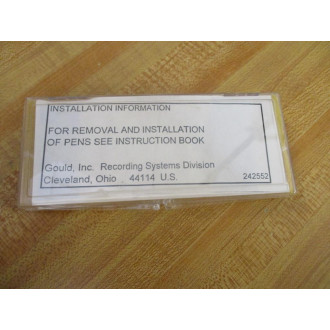 INSTALLATION INFORMATION
FOR REMOVAL AND INSTALLATION
OF PENS SEE INSTRUCTION BOOK
Gould, Inc. Recording Systems Division
Cleveland, Ohio 44114 U.S.
242552